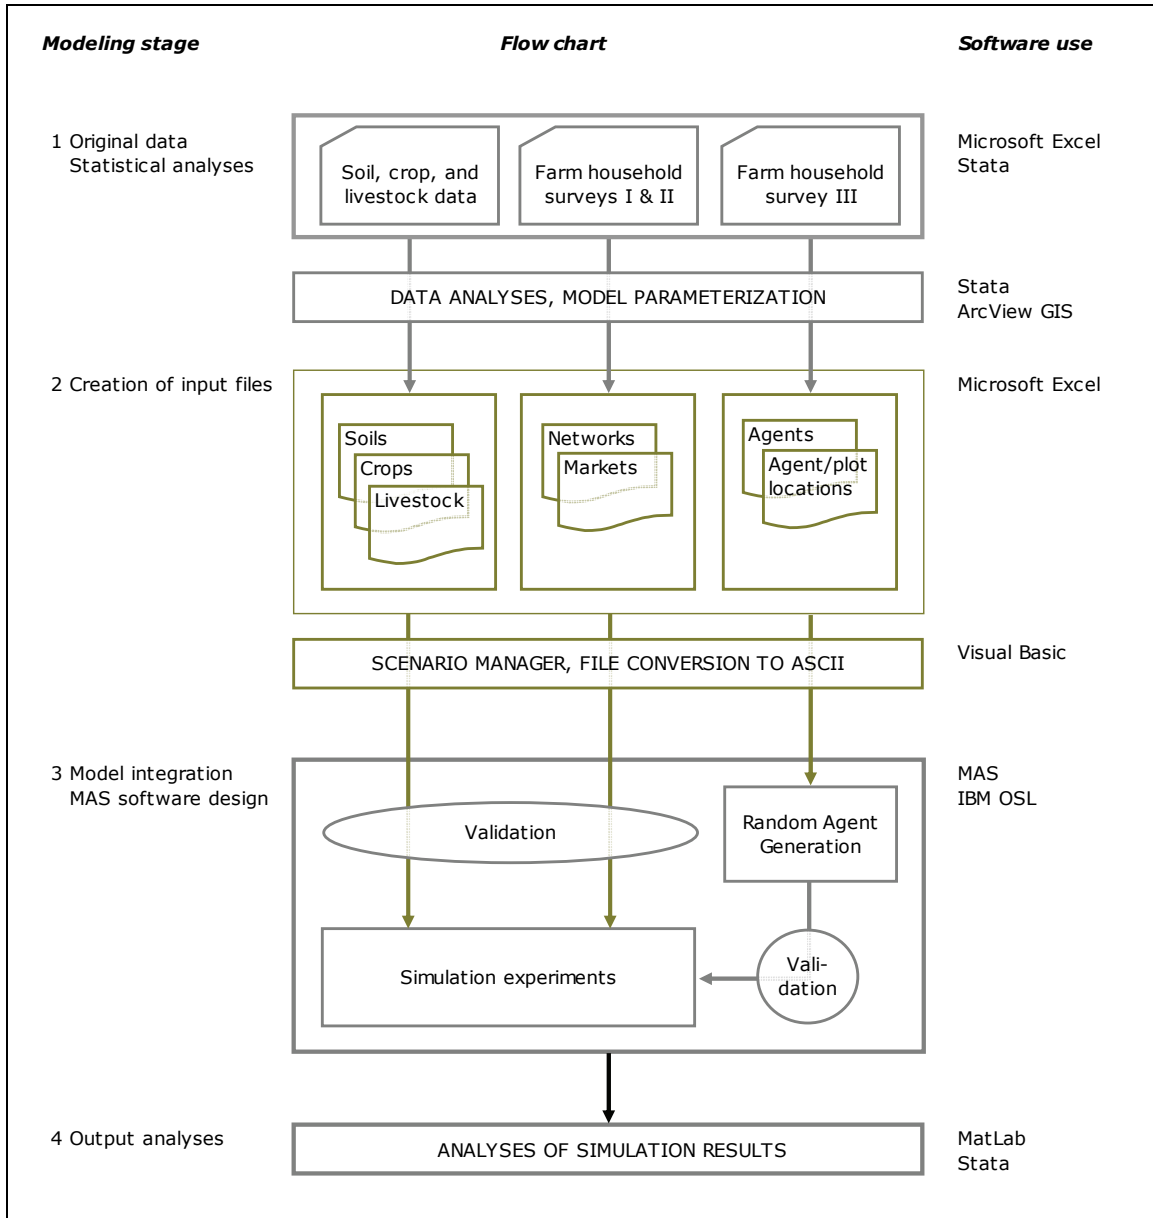 Modeling stage
Flow chart
Software use
1 Original data
Statistical analyses
Soil, crop, and
livestock data
Farm household
surveys I & II
Farm household
survey III
Microsoft Excel
Stata
DATA ANALYSES, MODEL PARAMETERIZATION
Stata
ArcView GIS
2 Creation of input files
Microsoft Excel
Soils
Crops
Livestock
Networks
Markets
Agents
Agent/plot
locations
SCENARIO MANAGER, FILE CONVERSION TO ASCII
Visual Basic
3 Model integration
MAS software design
MAS
IBM OSL
Validation
Random Agent
Generation
Simulation experiments
Vali-
dation
4 Output analyses
ANALYSES OF SIMULATION RESULTS
MatLab
Stata